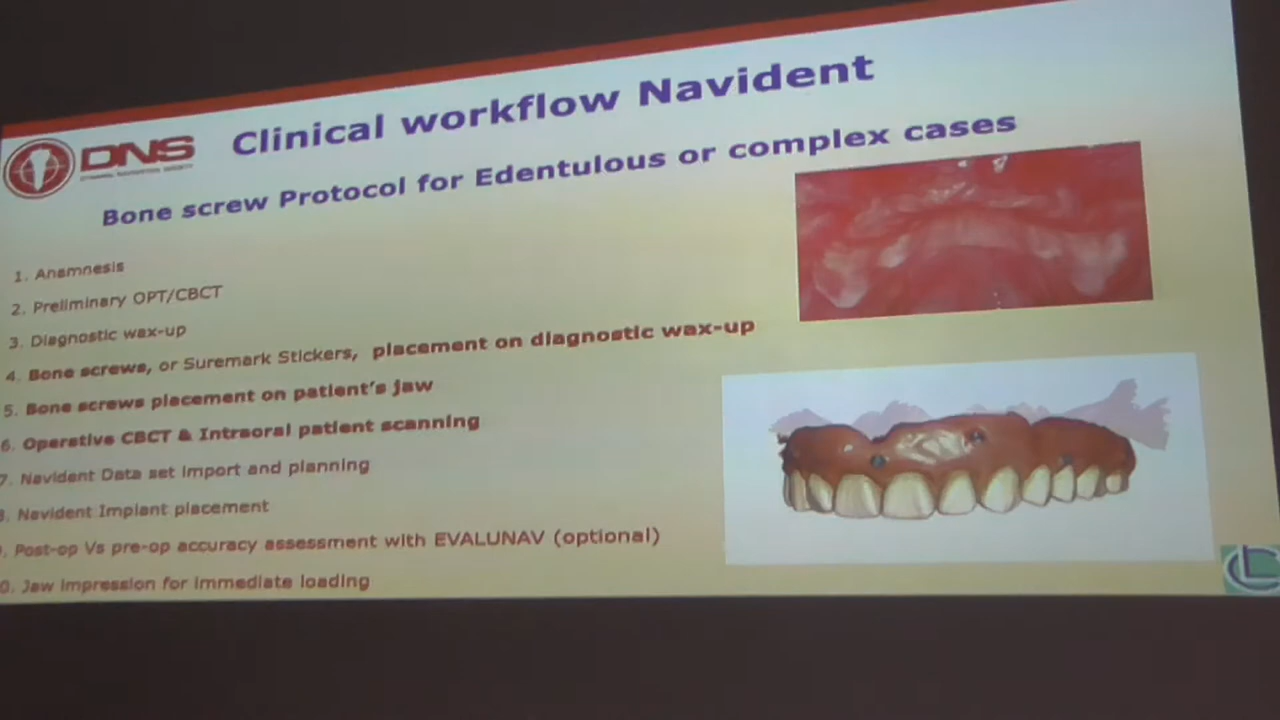 DNS
Clinical workflow Navident
Bone screw Protocol for Edentulous or complex cases
1. Anamnesis
2. Preliminary OPT/CBCT
3. Diagnostic wax-up
4. Bone screws, or Suremark Stickers, placement on diagnostic wax-up
5. Bone screws placement on patient's jaw
6. Operative CBCT & Intraoral patient scanning
7. Navident Data set import and planning
. Navident Implant placement
. Post-op Vs pre-op accuracy assessment with EVALUNAV (optional)
0. Jaw impression for immediate loading